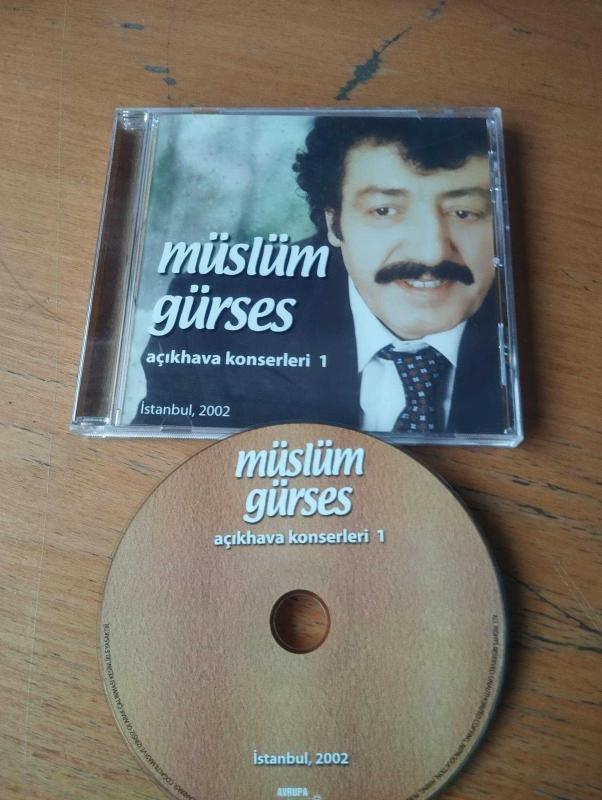 müslüm
gürses
açıkhava konserleri 1
İstanbul, 2002
müslüm
gürses
açıkhava konserleri 1
İstanbul, 2002
AVRUPA